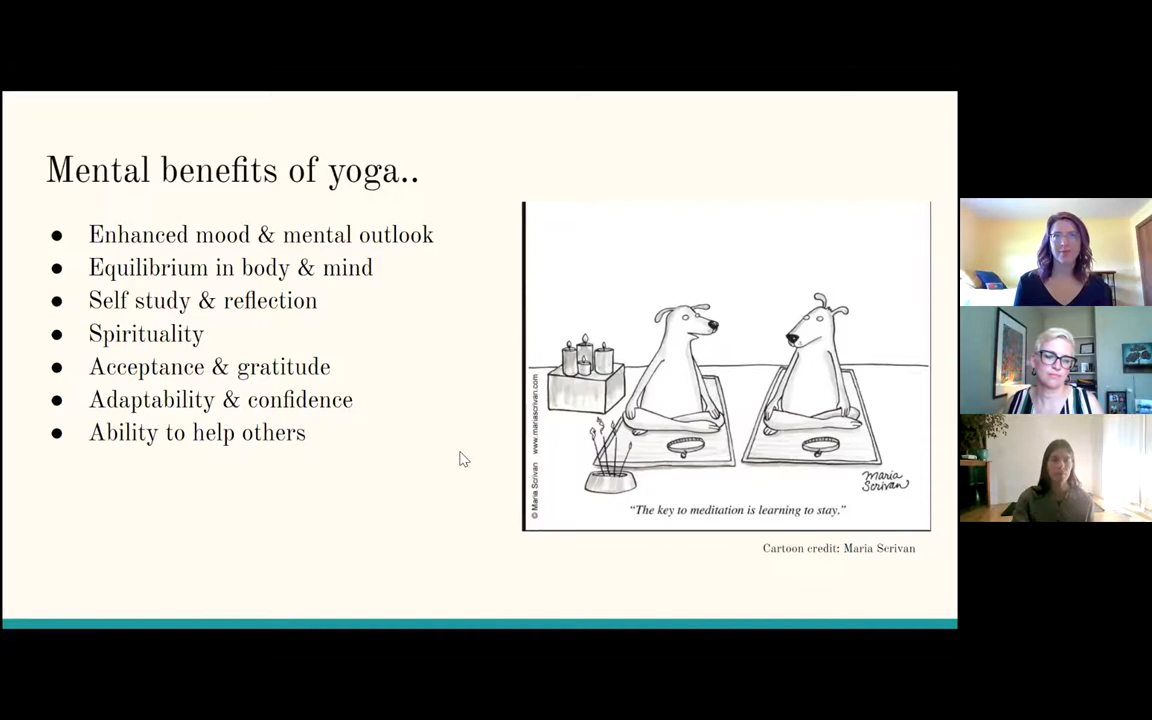 Mental benefits of yoga..
● Enhanced mood & mental outlook
● Equilibrium in body & mind
● Self study & reflection
● Spirituality
● Acceptance & gratitude
● Adaptability & confidence
● Ability to help others
© Maria Scrivan www.mariascrivan.com
Maria
Scrivan
“The key to meditation is learning to stay.”
Cartoon credit: Maria Scrivan